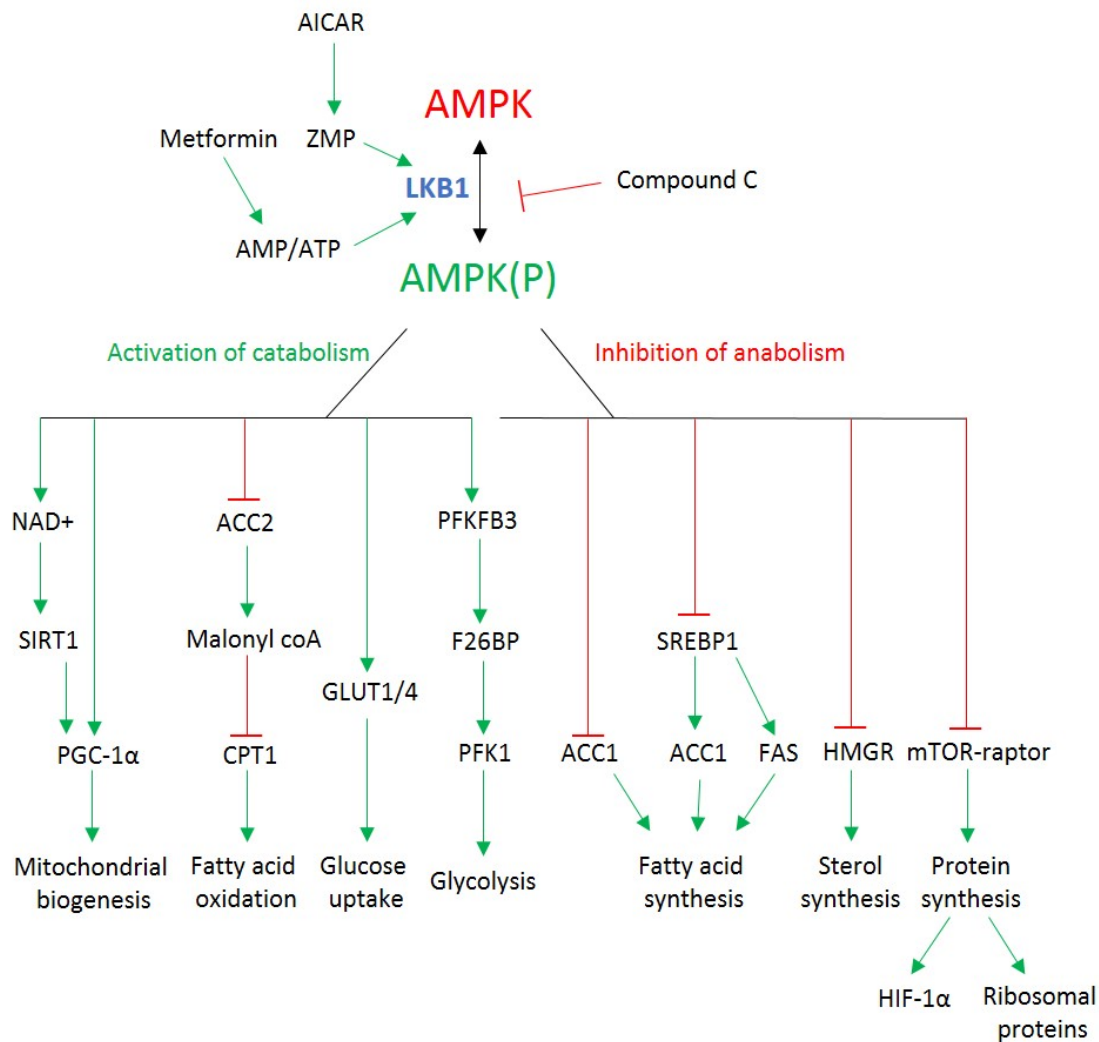 AICAR
AMPK
Metformin
ZMP
LKB1
Compound C
AMP/ATP
AMPK(P)
Activation of catabolism
Inhibition of anabolism
NAD+
ACC2
PFKFB3
SIRT1
Malonyl coA
F26BP
SREBP1
GLUT1/4
PGC-1α
CPT1
PFK1
ACC1
ACC1
FAS
HMGR
mTOR-raptor
Mitochondrial
biogenesis
Fatty acid
oxidation
Glucose
uptake
Glycolysis
Fatty acid
synthesis
Sterol
synthesis
Protein
synthesis
HIF-1α
Ribosomal
proteins